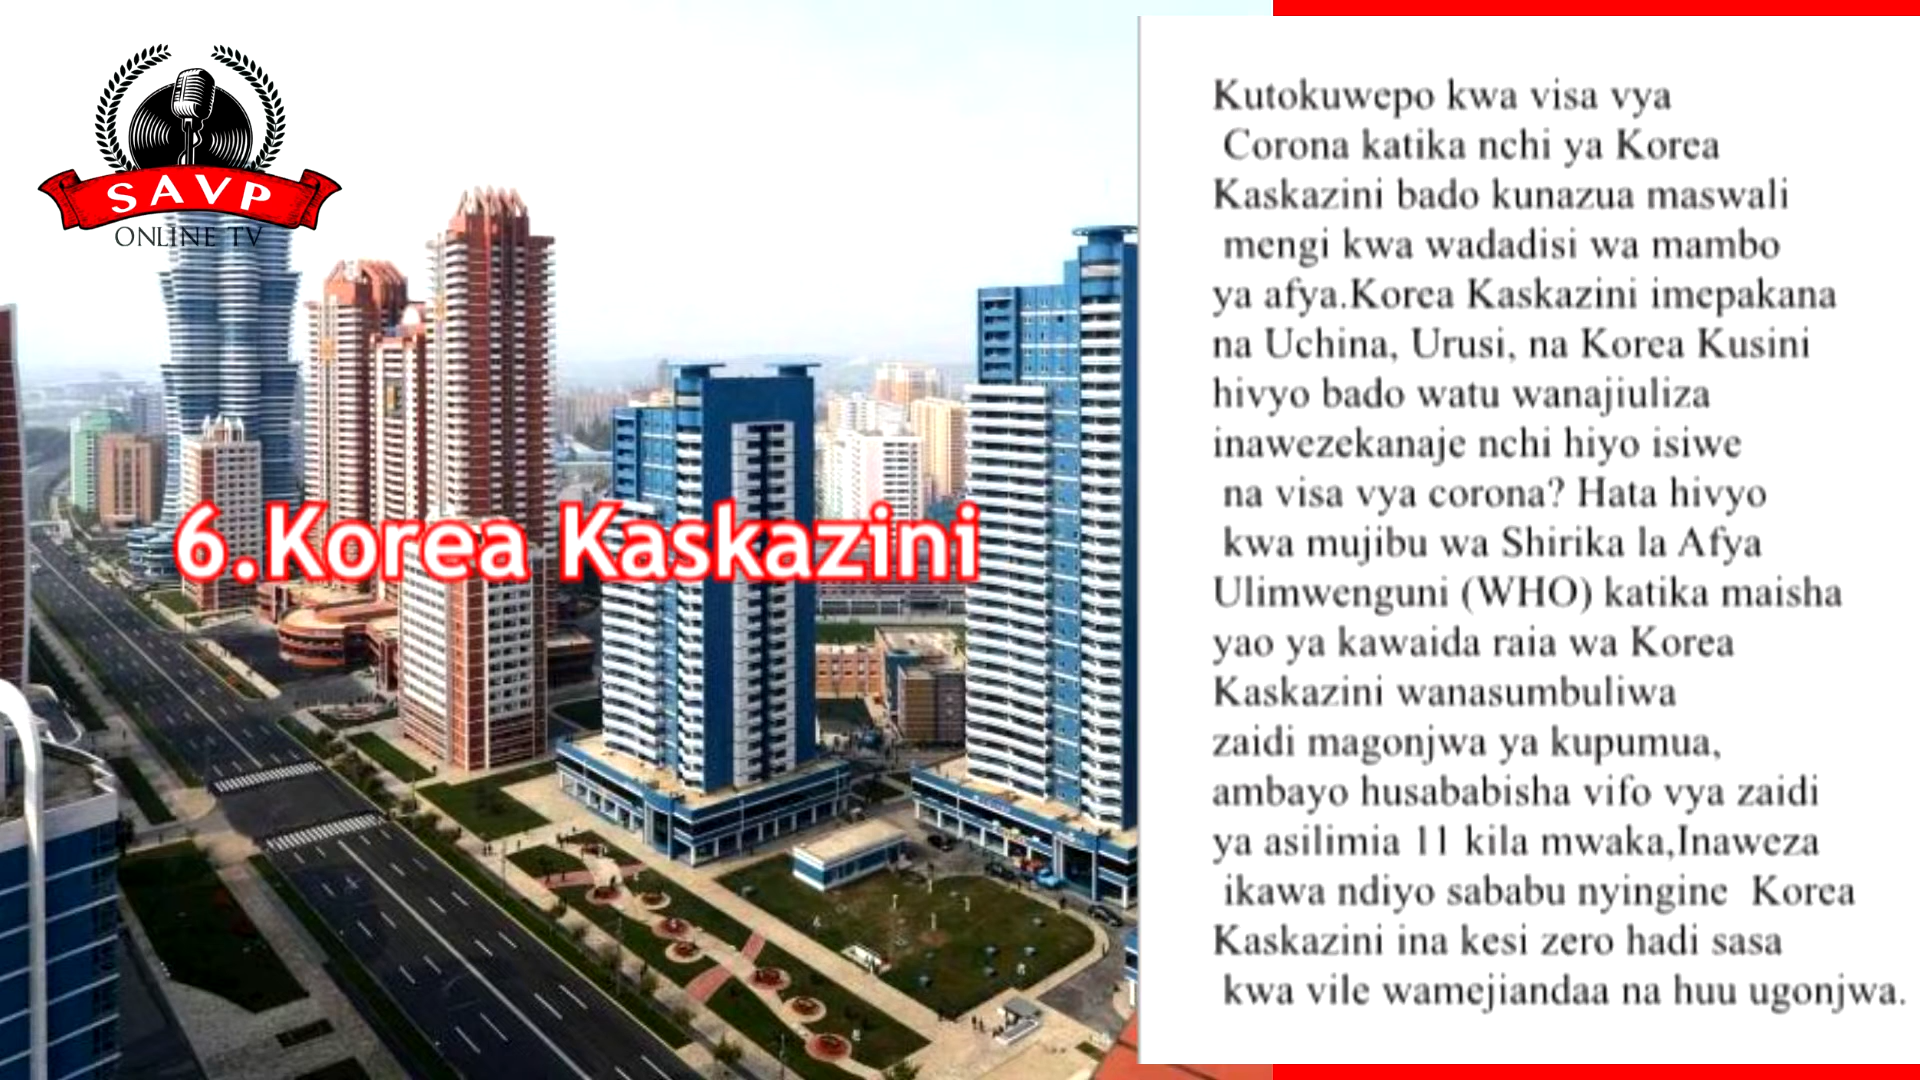 SAVP
ONLINE TV
6.Korea Kaskazini
Kutokuwepo kwa visa vya
Corona katika nchi ya Korea
Kaskazini bado kunazua maswali
mengi kwa wadadisi wa mambo
ya afya.Korea Kaskazini imepakana
na Uchina, Urusi, na Korea Kusini
hivyo bado watu wanajiuliza
inawezekanaje nchi hiyo isiwe
na visa vya corona? Hata hivyo
kwa mujibu wa Shirika la Afya
Ulimwenguni (WHO) katika maisha
yao ya kawaida raia wa Korea
Kaskazini wanasumbuliwa
zaidi magonjwa ya kupumua,
ambayo husababisha vifo vya zaidi
ya asilimia 11 kila mwaka,Inaweza
ikawa ndiyo sababu nyingine Korea
Kaskazini ina kesi zero hadi sasa
kwa vile wamejiandaa na huu ugonjwa.